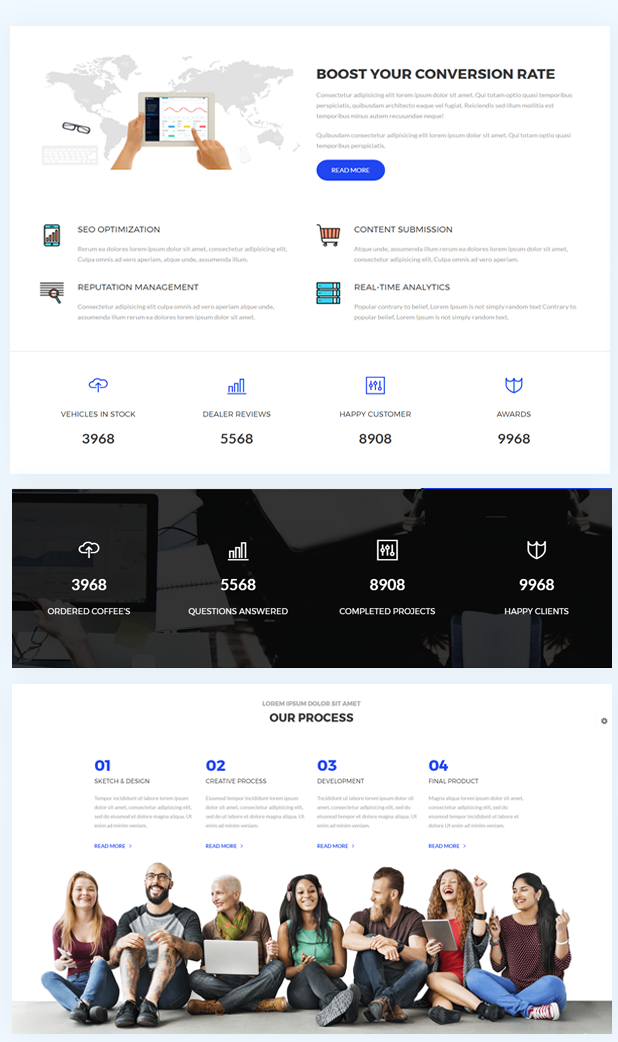 BOOST YOUR CONVERSION RATE
Consectetur adipisicing elit lorem ipsum dolor sit amet. Qui totam optio quasi temporibus
perspiciatis, quibusdam architecto eaque vel fugiat. Reiciendis sed illum mollitia est
temporibus minus autem recusandae neque!
Quibusdam consectetur adipisicing elit lorem ipsum dolor sit amet. Qui totam optio quasi
temporibus perspiciatis.
READ MORE
SEO OPTIMIZATION
Rerum ea dolores lorem ipsum dolor sit amet, consectetur adipisicing elit.
Culpa omnis ad vero aperiam, atque unde, assumenda illum.
CONTENT SUBMISSION
Atque unde, assumenda illum rerum ea dolores lorem ipsum dolor sit amet,
consectetur adipisicing elit. Culpa omnis ad vero aperiam.
REPUTATION MANAGEMENT
Consectetur adipisicing elit culpa omnis ad vero aperiam atque unde,
assumenda illum rerum ea dolores lorem ipsum dolor sit amet.
REAL-TIME ANALYTICS
Popular contrary to belief, Lorem Ipsum is not simply random text Contrary to
popular belief, Lorem Ipsum is not simply random text.
VEHICLES IN STOCK
3968
DEALER REVIEWS
5568
HAPPY CUSTOMER
8908
AWARDS
9968
3968
ORDERED COFFEE'S
5568
QUESTIONS ANSWERED
8908
COMPLETED PROJECTS
9968
HAPPY CLIENTS
LOREM IPSUM DOLOR SIT AMET
OUR PROCESS
01
SKETCH & DESIGN
Tempor incididunt ut labore lorem ipsum
dolor sit amet, consectetur adipisicing elit,
sed do eiusmod et dolore magna aliqua. Ut
enim ad minim veniam.
READ MORE >
02
CREATIVE PROCESS
Eiusmod tempor incididunt lorem ipsum
dolor sit amet, consectetur adipisicing elit,
sed do ut labore et dolore magna aliqua. Ut
enim ad minim veniam.
READ MORE >
03
DEVELOPMENT
Tncididunt ut labore lorem ipsum dolor sit
amet, consectetur adipisicing elit, sed do
eiusmod tempor et dolore magna aliqua. Ut
enim ad minim veniam.
READ MORE >
04
FINAL PRODUCT
Magna aliqua lorem ipsum dolor sit amet,
consectetur adipisicing elit, sed do
eiusmod tempor incididunt ut labore et
dolore. Ut enim ad minim veniam.
READ MORE >